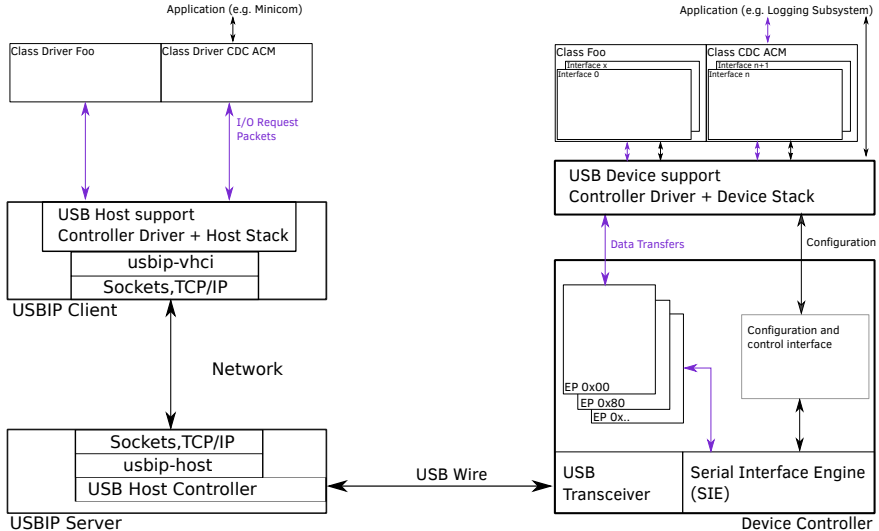 Application (e.g. Minicom)
Class Driver Foo
Class Driver CDC ACM
I/O Request
Packets
USB Host support
Controller Driver + Host Stack
usbip-vhci
Sockets,TCP/IP
USBIP Client
Network
Sockets,TCP/IP
usbip-host
USB Host Controller
USBIP Server
USB Wire
Application (e.g. Logging Subsystem)
Class Foo
Interface x
Interface 0
Class CDC ACM
Interface n+1
Interface n
USB Device support
Controller Driver + Device Stack
Data Transfers
Configuration
EP 0x00
EP 0x80
EP 0x..
Configuration and
control interface
USB
Transceiver
Serial Interface Engine
(SIE)
Device Controller